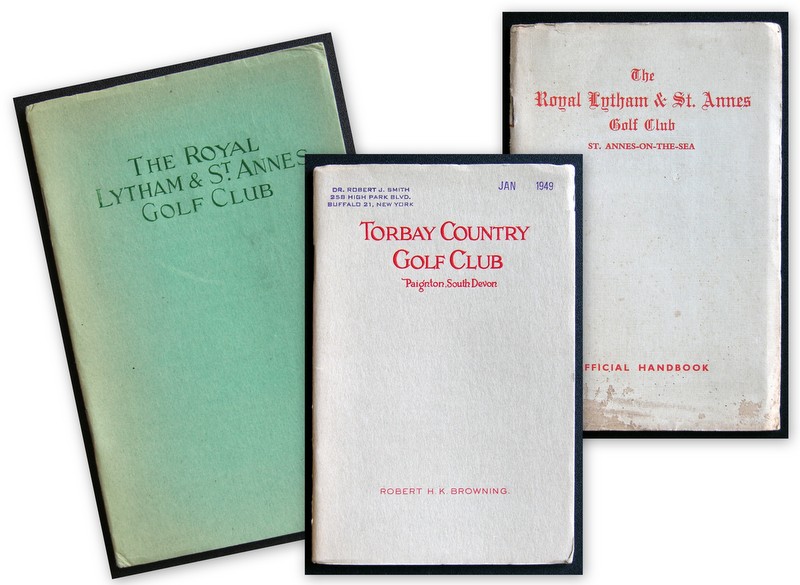 THE ROYAL
LYTHAM & ST ANNES
GOLF CLUB
DR. ROBERT J. SMITH
258 HIGH PARK BLVD.
BUFFALO 21, NEW YORK
JAN 1949
TORBAY COUNTRY
GOLF CLUB
Paignton, South Devon
ROBERT H. K. BROWNING.
The
Royal Lytham & St. Annes
Golf Club
ST. ANNES-ON-THE-SEA
FFICIAL HANDBOOK